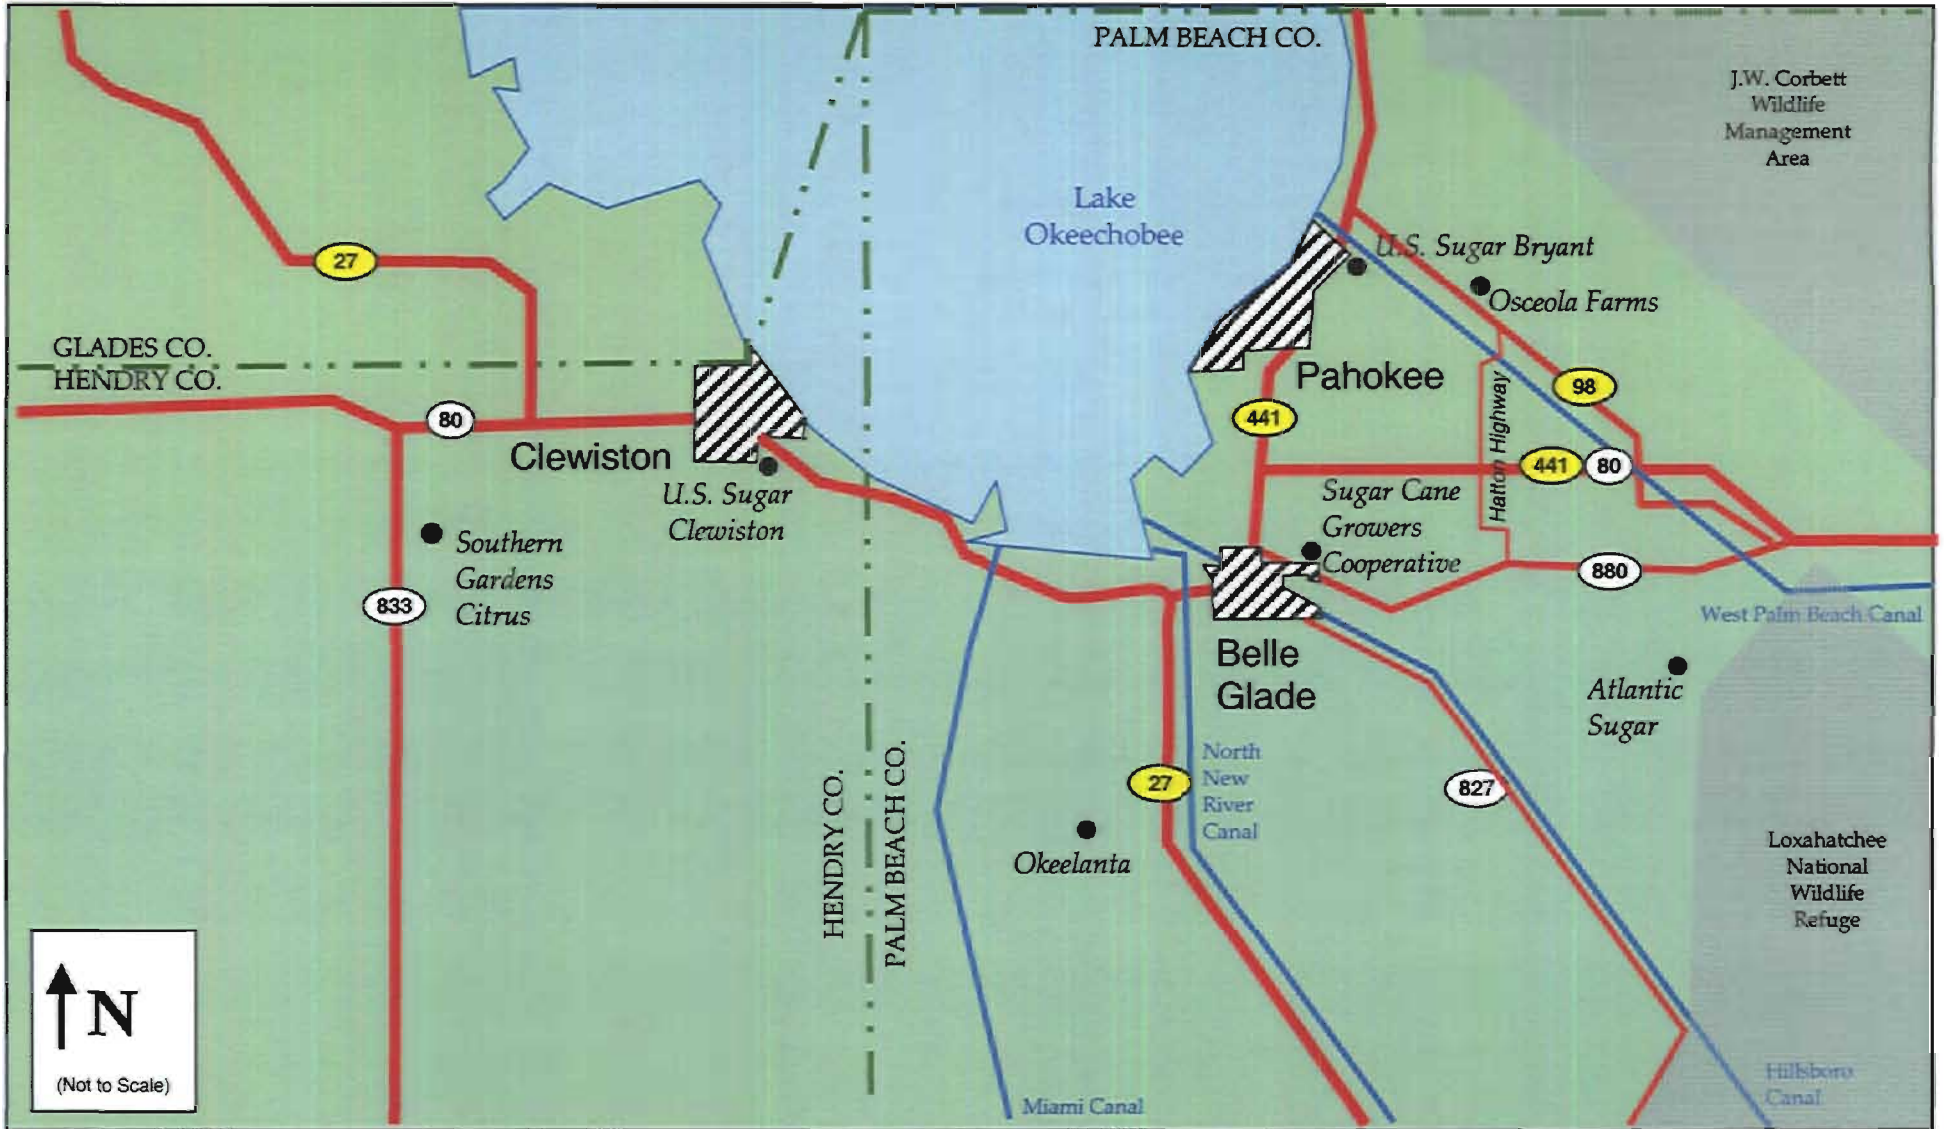 PALM BEACH CO.
J.W. Corbett
Wildlife
Management
Area
Lake
Okeechobee
U.S. Sugar Bryant
Osceola Farms
27
GLADES CO.
HENDRY CO.
80
Clewiston
U.S. Sugar
Clewiston
Southern
Gardens
Citrus
833
Pahokee
441
98
Hatton Highway
441
80
Sugar Cane
Growers
Cooperative
880
West Palm Beach Canal
Belle
Glade
Atlantic
Sugar
North
New
River
Canal
27
827
Okeelanta
HENDRY CO.
PALM BEACH CO.
Loxahatchee
National
Wildlife
Refuge
N
(Not to Scale)
Miami Canal
Hillsboro
Canal